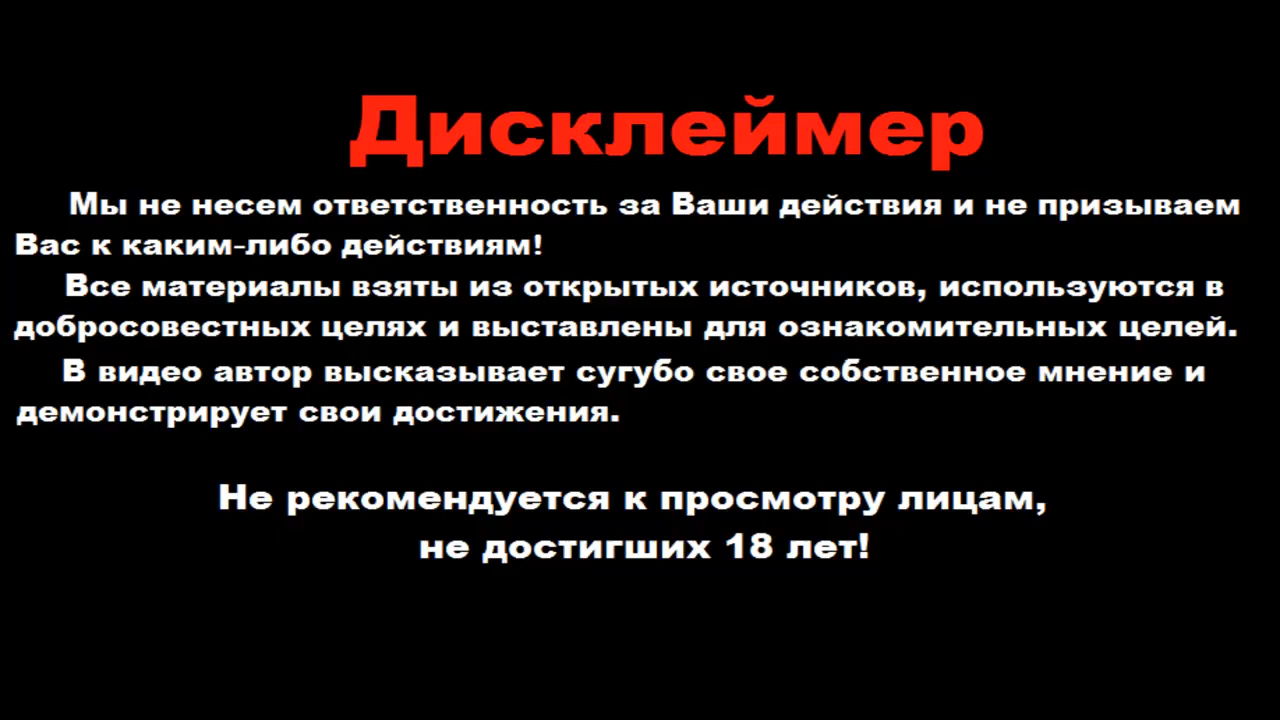 Дисклеймер
Мы не несем ответственность за Ваши действия и не призываем
Вас к каким-либо действиям!
Все материалы взяты из открытых источников, используются в
добросовестных целях и выставлены для ознакомительных целей.
В видео автор высказывает сугубо свое собственное мнение и
демонстрирует свои достижения.
Не рекомендуется к просмотру лицам,
не достигших 18 лет!